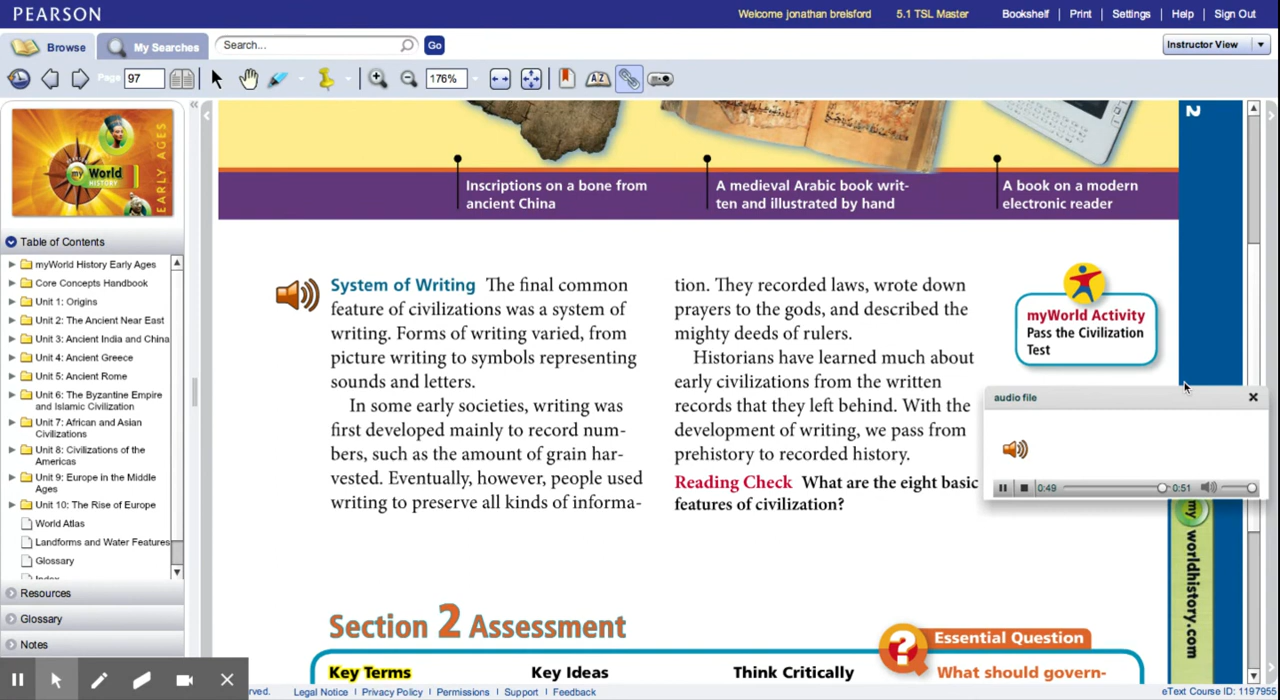 PEARSON
Welcome jonathan brelsford
5.1 TSL Master
Bookshelf | Print | Settings | Help | Sign Out
Browse
My Searches
Search...
Go
Instructor View
Page
97
176%
my World
HISTORY
EARLY AGES
Table of Contents
myWorld History Early Ages
Core Concepts Handbook
Unit 1: Origins
Unit 2: The Ancient Near East
Unit 3: Ancient India and China
Unit 4: Ancient Greece
Unit 5: Ancient Rome
Unit 6: The Byzantine Empire
and Islamic Civilization
Unit 7: African and Asian
Civilizations
Unit 8: Civilizations of the
Americas
Unit 9: Europe in the Middle
Ages
Unit 10: The Rise of Europe
World Atlas
Landforms and Water Features
Glossary
Index
Resources
Glossary
Notes
2
Inscriptions on a bone from
ancient China
A medieval Arabic book writ-
ten and illustrated by hand
A book on a modern
electronic reader
System of Writing The final common
feature of civilizations was a system of
writing. Forms of writing varied, from
picture writing to symbols representing
sounds and letters.
In some early societies, writing was
first developed mainly to record num-
bers, such as the amount of grain har-
vested. Eventually, however, people used
writing to preserve all kinds of informa-
tion. They recorded laws, wrote down
prayers to the gods, and described the
mighty deeds of rulers.
Historians have learned much about
early civilizations from the written
records that they left behind. With the
development of writing, we pass from
prehistory to recorded history.
Reading Check What are the eight basic
features of civilization?
myWorld Activity
Pass the Civilization
Test
audio file
0:49
0:51
my worldhistory.com
Section 2 Assessment
Key Terms
Key Ideas
Think Critically
? Essential Question
What should govern-
rved.
Legal Notice | Privacy Policy | Permissions | Support | Feedback
eText Course ID: 1197955